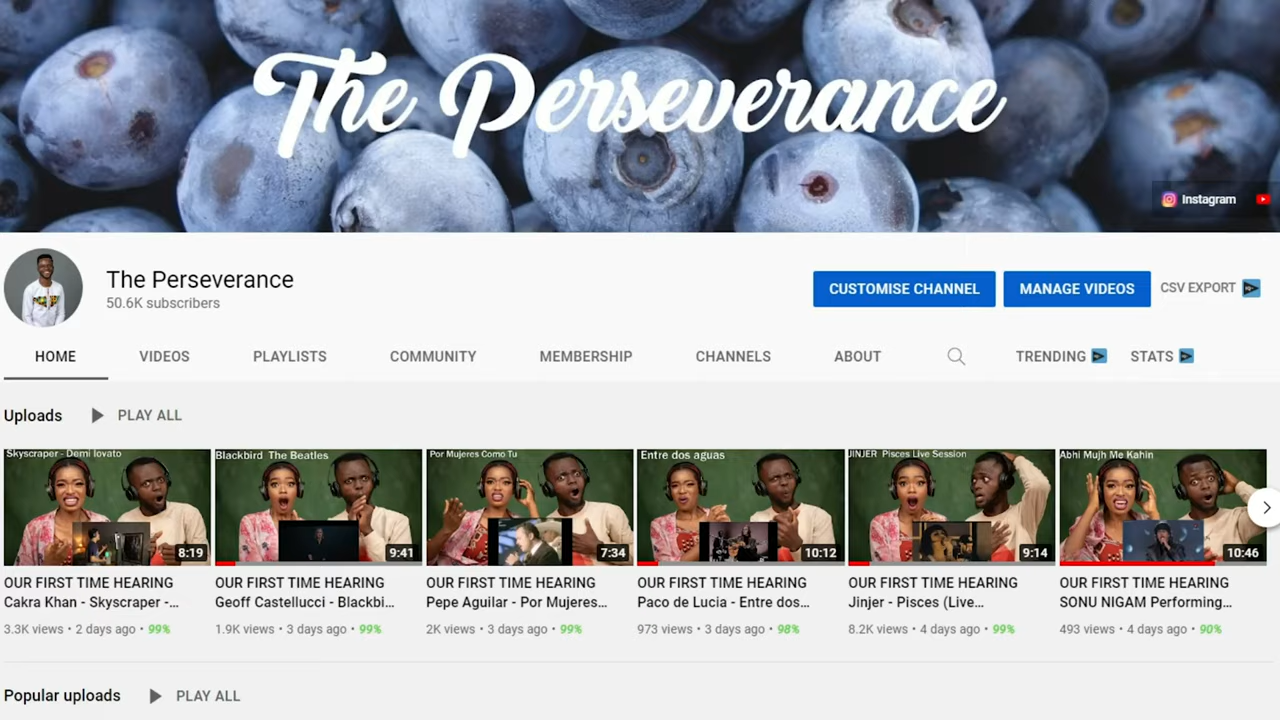 The Perseverance
Instagram
The Perseverance
50.6K subscribers
CUSTOMISE CHANNEL
MANAGE VIDEOS
CSV EXPORT
HOME
VIDEOS
PLAYLISTS
COMMUNITY
MEMBERSHIP
CHANNELS
ABOUT
TRENDING
STATS
Uploads
PLAY ALL
Skyscraper - Demi lovato
8:19
OUR FIRST TIME HEARING
Cakra Khan - Skyscraper -...
3.3K views • 2 days ago • 99%
Blackbird The Beatles
9:41
OUR FIRST TIME HEARING
Geoff Castellucci - Blackbi...
1.9K views • 3 days ago • 99%
Por Mujeres Como Tu
7:34
OUR FIRST TIME HEARING
Pepe Aguilar - Por Mujeres...
2K views • 3 days ago • 99%
Entre dos aguas
10:12
OUR FIRST TIME HEARING
Paco de Lucia - Entre dos...
973 views • 3 days ago • 98%
JINJER Pisces Live Session
9:14
OUR FIRST TIME HEARING
Jinjer - Pisces (Live...
8.2K views • 4 days ago • 99%
Abhi Mujh Me Kahin
10:46
OUR FIRST TIME HEARING
SONU NIGAM Performing...
493 views • 4 days ago • 90%
Popular uploads
PLAY ALL